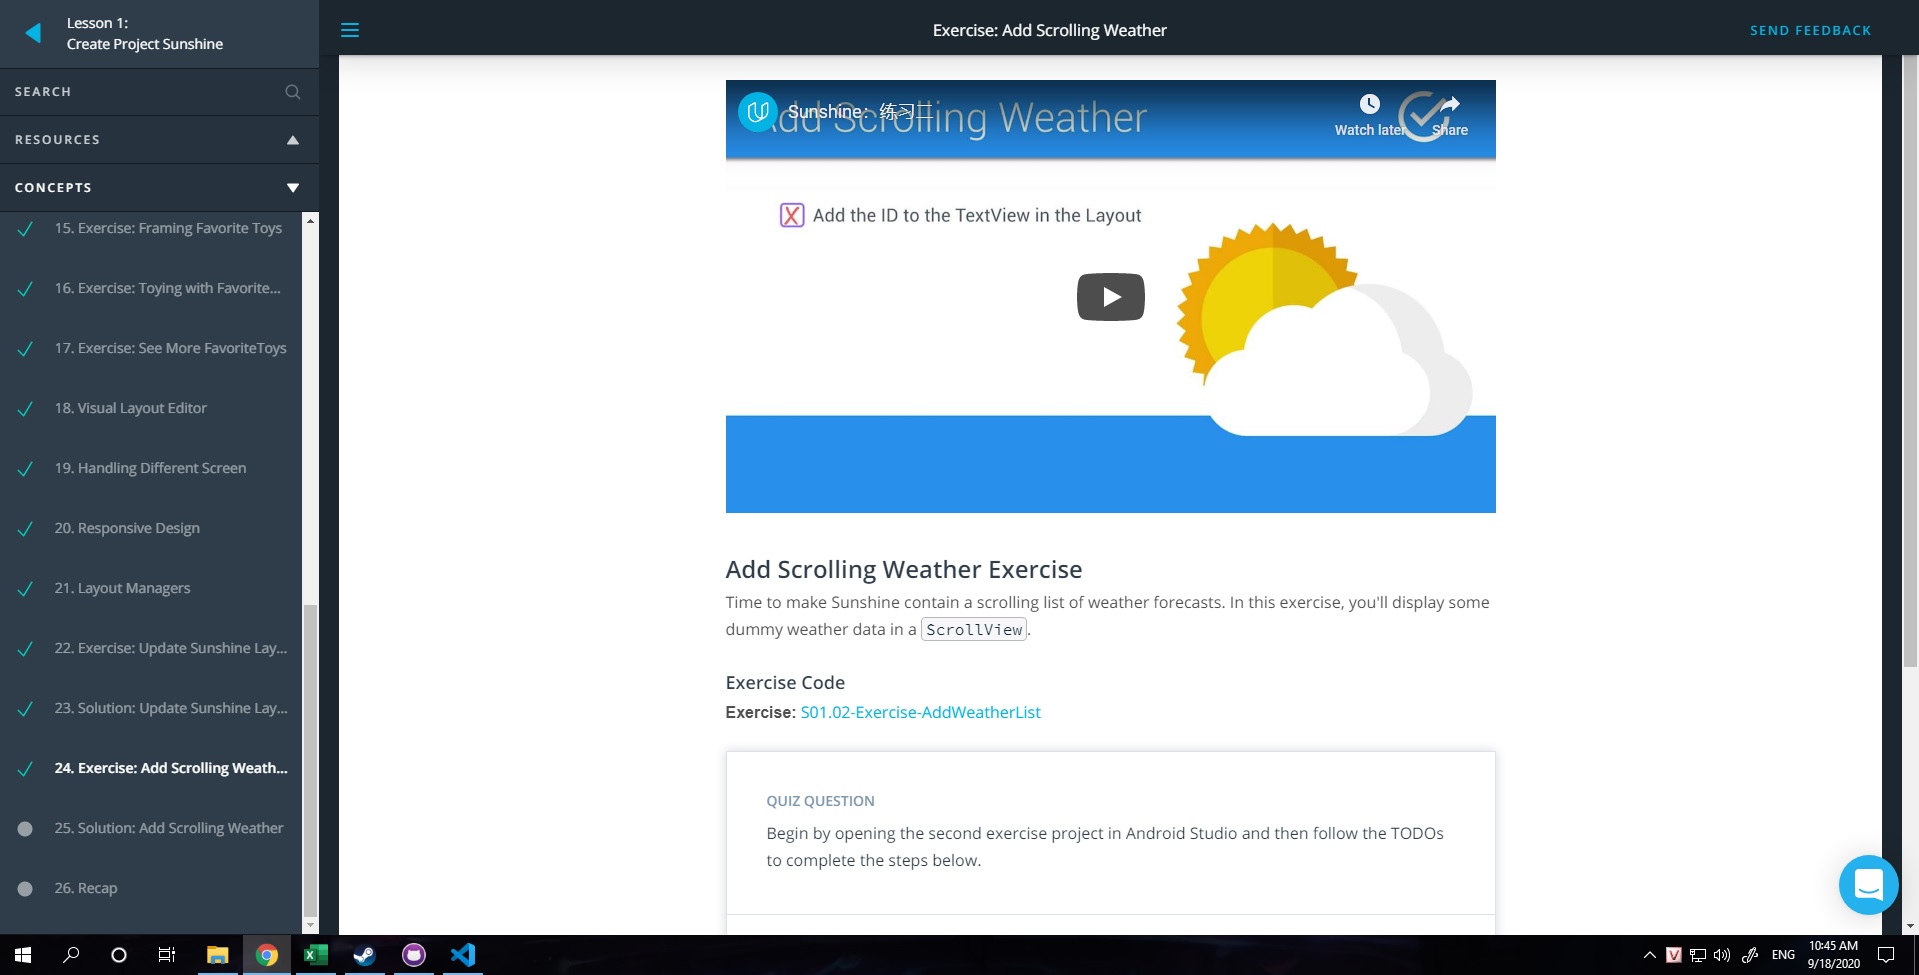 Lesson 1:
Create Project Sunshine
SEARCH
RESOURCES
CONCEPTS
15. Exercise: Framing Favorite Toys
16. Exercise: Toying with Favorite...
17. Exercise: See More FavoriteToys
18. Visual Layout Editor
19. Handling Different Screen
20. Responsive Design
21. Layout Managers
22. Exercise: Update Sunshine Lay...
23. Solution: Update Sunshine Lay...
24. Exercise: Add Scrolling Weath...
25. Solution: Add Scrolling Weather
26. Recap
Exercise: Add Scrolling Weather
SEND FEEDBACK
Add Scrolling Weather
Sunshine：练习二
Watch later
Share
X Add the ID to the TextView in the Layout
Add Scrolling Weather Exercise
Time to make Sunshine contain a scrolling list of weather forecasts. In this exercise, you'll display some
dummy weather data in a ScrollView.
Exercise Code
Exercise: S01.02-Exercise-AddWeatherList
QUIZ QUESTION
Begin by opening the second exercise project in Android Studio and then follow the TODOs
to complete the steps below.
ENG
10:45 AM
9/18/2020